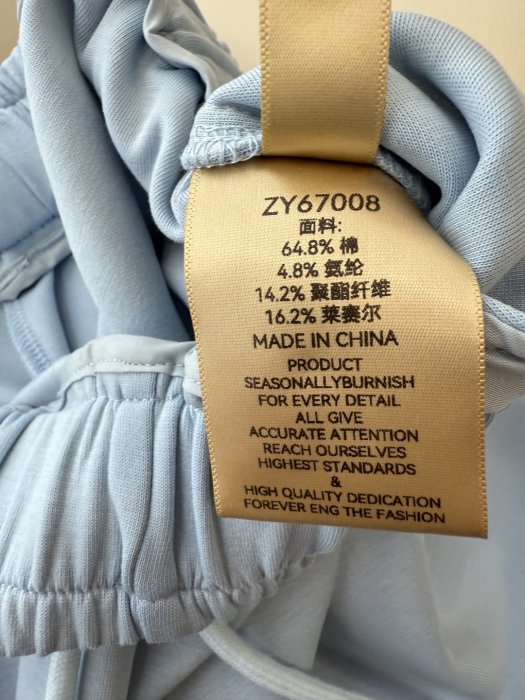 ZY67008
面料:
64.8% 棉
4.8% 氨纶
14.2% 聚酯纤维
16.2% 莱赛尔
MADE IN CHINA
PRODUCT
SEASONALLYBURNISH
FOR EVERY DETAIL
ALL GIVE
ACCURATE ATTENTION
REACH OURSELVES
HIGHEST STANDARDS
&
HIGH QUALITY DEDICATION
FOREVER ENG THE FASHION